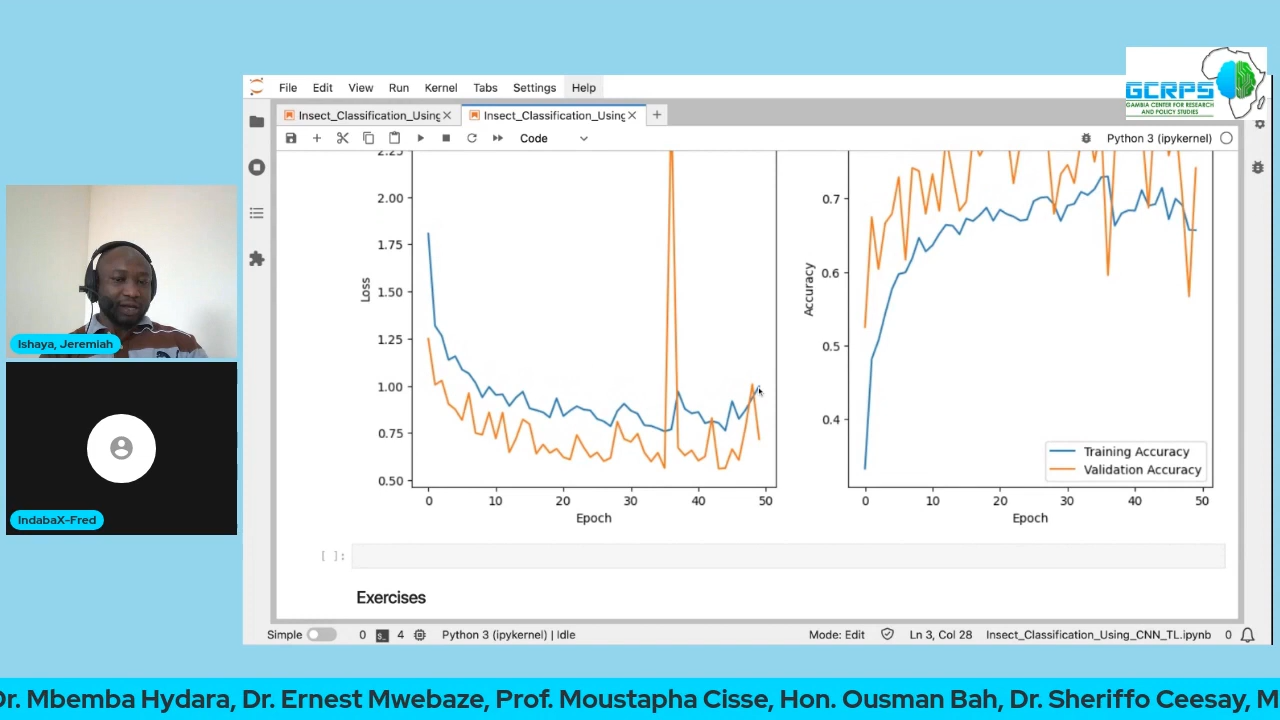 GCRPS
GAMBIA CENTER FOR RESEARCH
AND POLICY STUDIES
File Edit View Run Kernel Tabs Settings Help
Insect_Classification_Using Insect_Classification_Using
Code
Python 3 (ipykernel)
2.25
2.00
1.75
1.50
1.25
1.00
0.75
0.50
Loss
0 10 20 30 40 50
Epoch
0.7
0.6
0.5
0.4
Accuracy
Training Accuracy
Validation Accuracy
0 10 20 30 40 50
Epoch
[ ]:
Exercises
Simple 0 4 Python 3 (ipykernel) | Idle Mode: Edit Ln 3, Col 28 Insect_Classification_Using_CNN_TL.ipynb 0
Ishaya, Jeremiah
IndabaX-Fred
Dr. Mbemba Hydara, Dr. Ernest Mwebaze, Prof. Moustapha Cisse, Hon. Ousman Bah, Dr. Sheriffo Ceesay, M